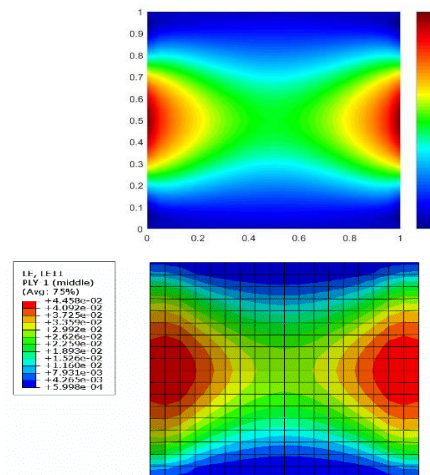 1
0.9
0.8
0.7
0.6
0.5
0.4
0.3
0.2
0.1
0
0 0.2 0.4 0.6 0.8 1
LE, LE11
PLY-1 (middle)
(Avg: 75%)
+4.458e-02
+4.092e-02
+3.725e-02
+3.359e-02
+2.992e-02
+2.626e-02
+2.259e-02
+1.893e-02
+1.526e-02
+1.160e-02
+7.931e-03
+4.265e-03
+5.998e-04